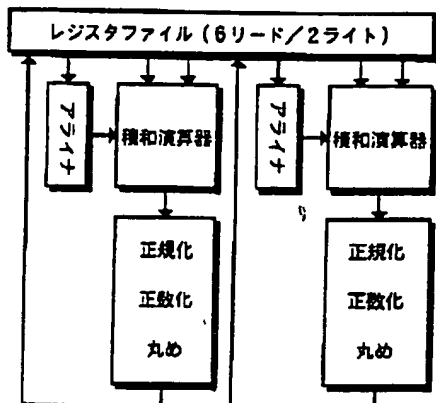 レジスタファイル(6リード/2ライト)
アライナ
積和演算器
アライナ
積和演算器
正規化
正数化
丸め
正規化
正数化
丸め